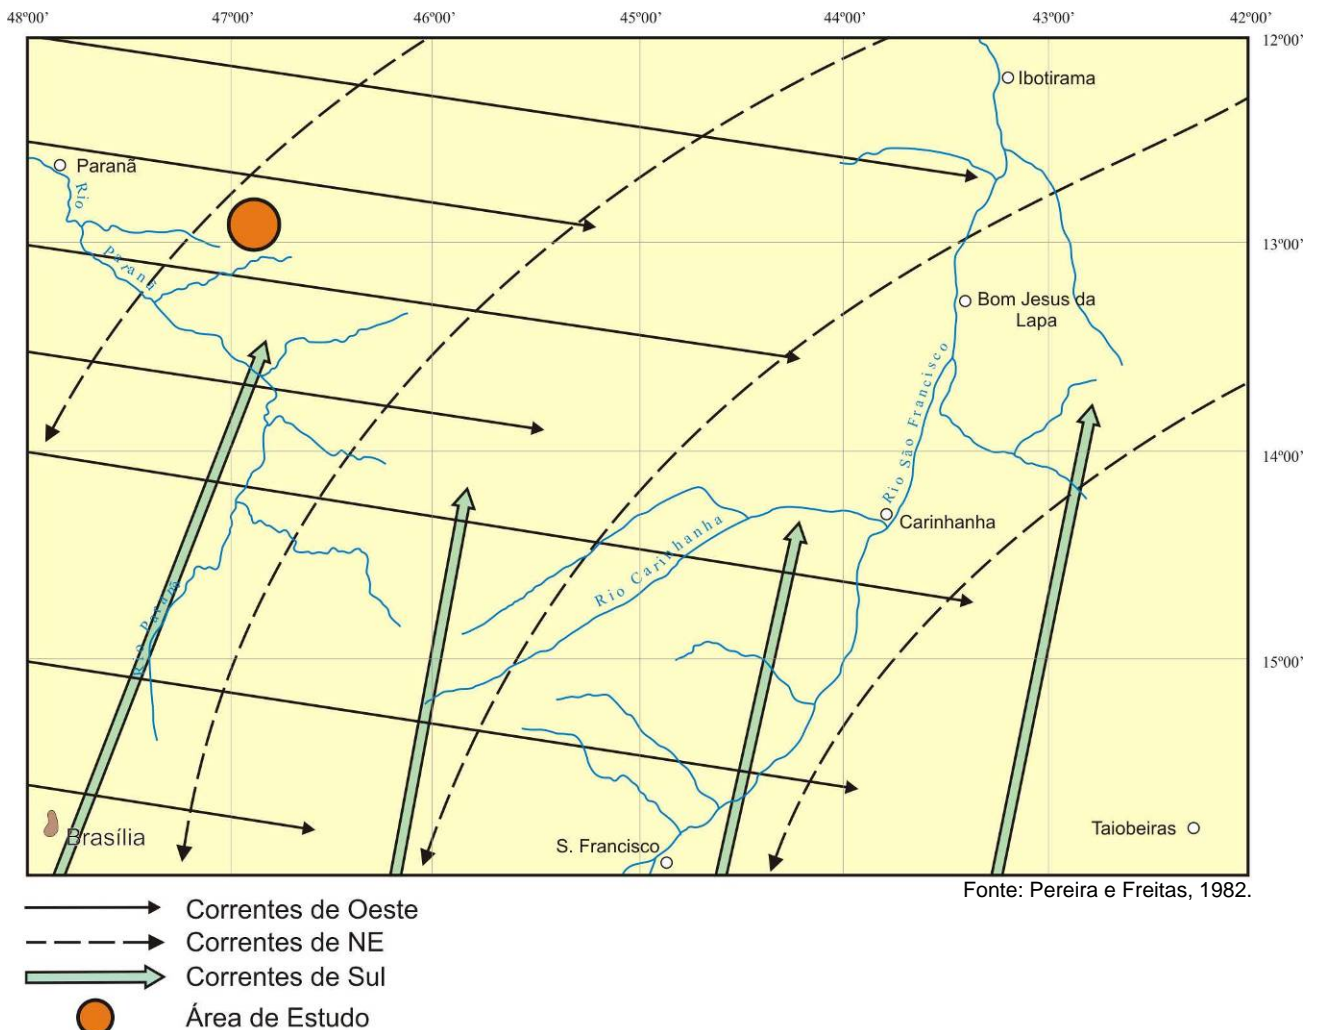 48º00' 47º00' 46º00' 45º00' 44º00' 43º00' 42º00'
12º00'
Ibotirama
Paranã
Rio
Paranã
13º00'
Bom Jesus da
Lapa
Rio São Francisco
14º00'
Carinhanha
Rio Carinhanha
Rio Paranã
15º00'
Brasília
S. Francisco
Taiobeiras
Fonte: Pereira e Freitas, 1982.
Correntes de Oeste
Correntes de NE
Correntes de Sul
Área de Estudo